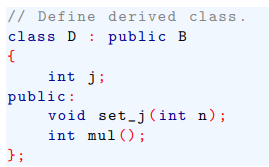 // Define derived class.
class D : public B
{
    int j;
public:
    void set_j(int n);
    int mul();
};